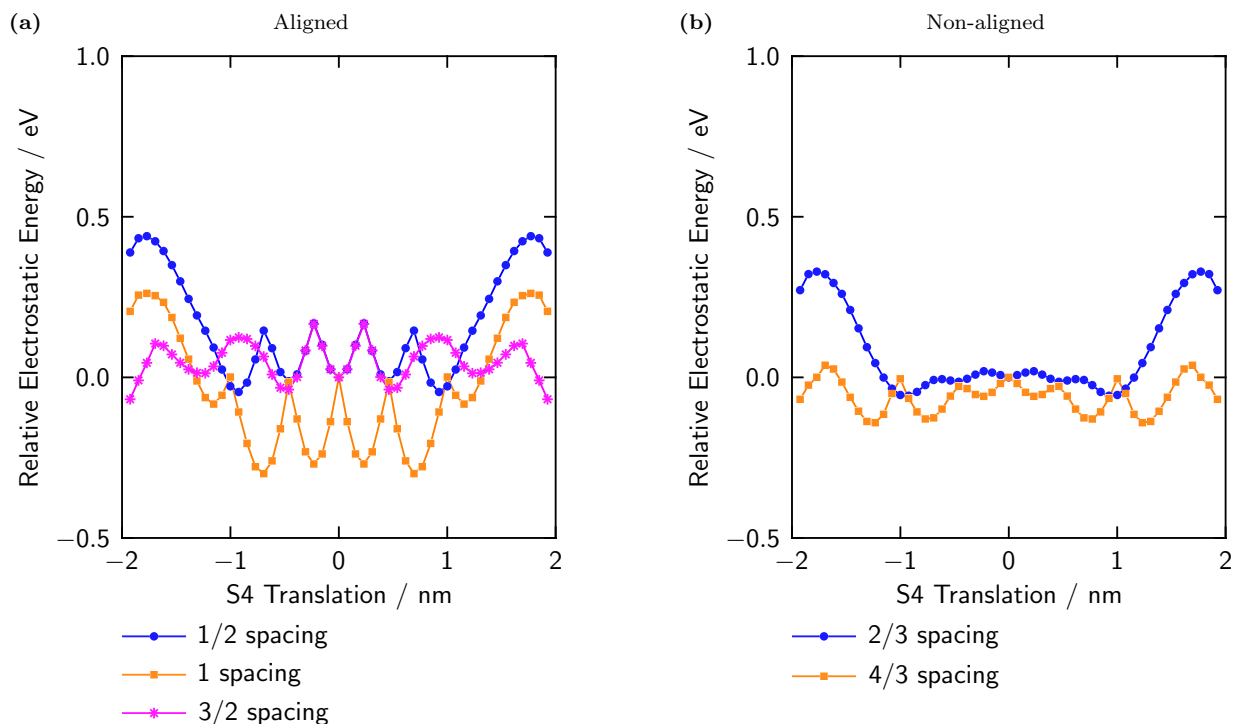 (a) Aligned
1.0
0.5
0.0
−0.5
−2 −1 0 1 2
Relative Electrostatic Energy / eV
S4 Translation / nm
1/2 spacing
1 spacing
3/2 spacing
(b) Non-aligned
1.0
0.5
0.0
−0.5
−2 −1 0 1 2
Relative Electrostatic Energy / eV
S4 Translation / nm
2/3 spacing
4/3 spacing